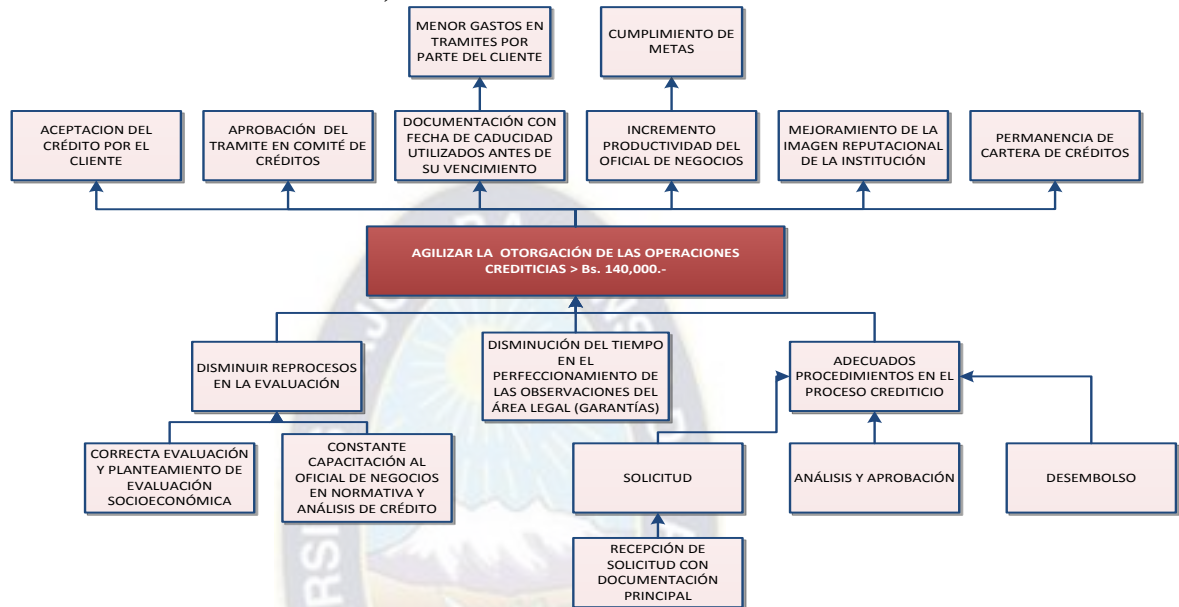 MENOR GASTOS EN
TRAMITES POR
PARTE DEL CLIENTE
CUMPLIMIENTO DE
METAS
ACEPTACION DEL
CRÉDITO POR EL
CLIENTE
APROBACIÓN DEL
TRAMITE EN COMITÉ DE
CRÉDITOS
DOCUMENTACIÓN CON
FECHA DE CADUCIDAD
UTILIZADOS ANTES DE
SU VENCIMIENTO
INCREMENTO
PRODUCTIVIDAD DEL
OFICIAL DE NEGOCIOS
MEJORAMIENTO DE LA
IMAGEN REPUTACIONAL
DE LA INSTITUCIÓN
PERMANENCIA DE
CARTERA DE CRÉDITOS
AGILIZAR LA OTORGACIÓN DE LAS OPERACIONES
CREDITICIAS > Bs. 140,000.-
DISMINUIR REPROCESOS
EN LA EVALUACIÓN
DISMINUCIÓN DEL TIEMPO
EN EL
PERFECCIONAMIENTO DE
LAS OBSERVACIONES DEL
ÁREA LEGAL (GARANTÍAS)
ADECUADOS
PROCEDIMIENTOS EN EL
PROCESO CREDITICIO
CORRECTA EVALUACIÓN
Y PLANTEAMIENTO DE
EVALUACIÓN
SOCIOECONÓMICA
CONSTANTE
CAPACITACIÓN AL
OFICIAL DE NEGOCIOS
EN NORMATIVA Y
ANÁLISIS DE CRÉDITO
SOLICITUD
ANÁLISIS Y APROBACIÓN
DESEMBOLSO
RECEPCIÓN DE
SOLICITUD CON
DOCUMENTACIÓN
PRINCIPAL